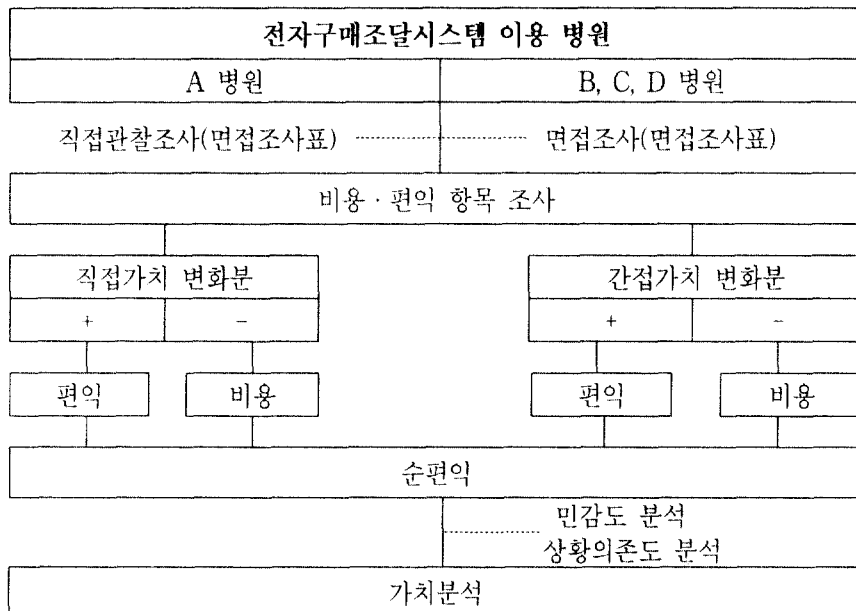 전자구매조달시스템 이용 병원
A 병원
B, C, D 병원
직접관찰조사(면접조사표)
면접조사(면접조사표)
비용 · 편익 항목 조사
직접가치 변화분
간접가치 변화분
+
-
+
-
편익
비용
편익
비용
순편익
민감도 분석
상황의존도 분석
가치분석